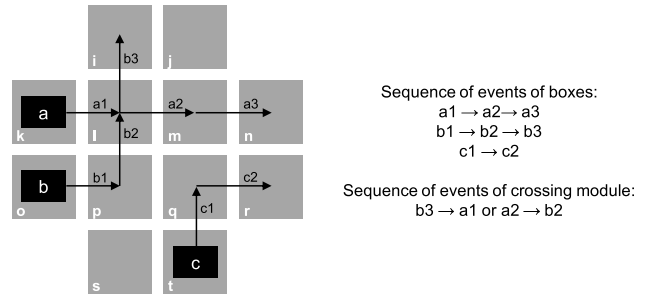 i
j
b3
a
a1
a2
a3
k
l
m
n
b2
b
b1
c2
o
p
q
c1
r
s
c
t
Sequence of events of boxes:
a1 → a2→ a3
b1 → b2 → b3
c1 → c2
Sequence of events of crossing module:
b3 → a1 or a2 → b2